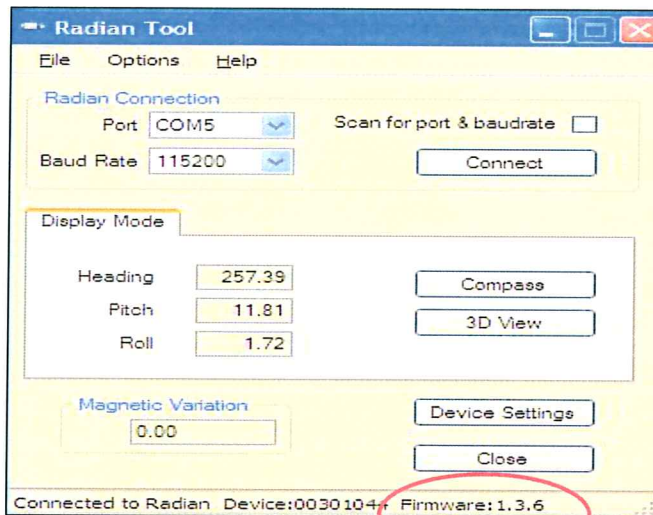 Radian Tool
File Options Help
Radian Connection
Port COM5 Scan for port & baudrate
Baud Rate 115200 Connect
Display Mode
Heading 257.39 Compass
Pitch 11.81
3D View
Roll 1.72
Magnetic Variation
Device Settings
0.00
Close
Connected to Radian Device:00301044 Firmware:1.3.6